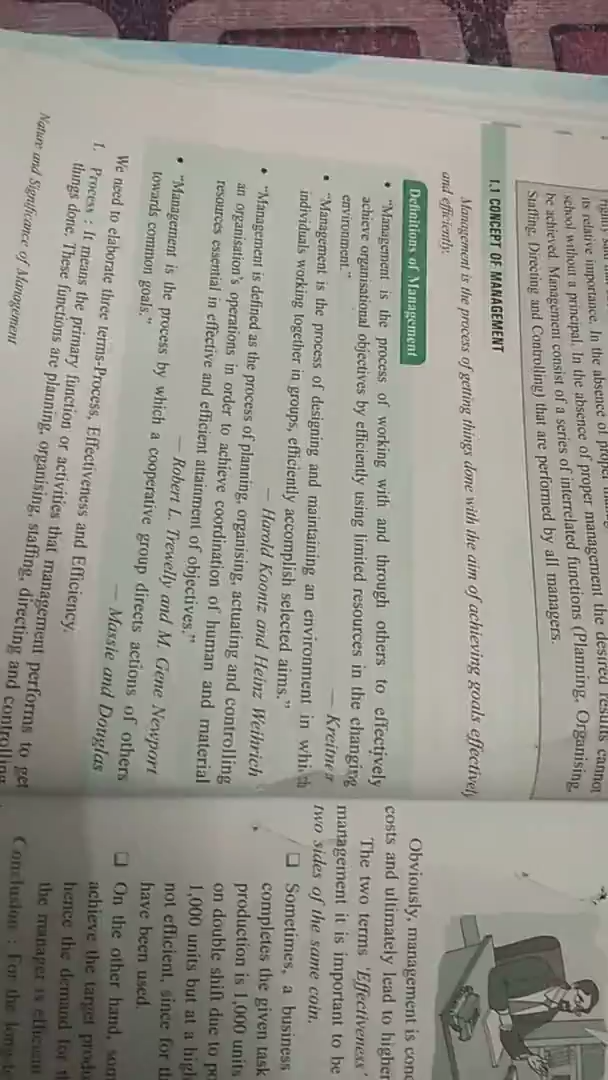 its relative importance. In the absence of proper
school without a principal. In the absence of proper management the desired results cannot
be achieved. Management consist of a series of interrelated functions (Planning, Organising,
Staffing, Directing and Controlling) that are performed by all managers.
1.1 CONCEPT OF MANAGEMENT
Management is the process of getting things done with the aim of achieving goals effectively
and efficiently.
Definitions of Management
• "Management is the process of working with and through others to effectively
achieve organisational objectives by efficiently using limited resources in the changing
environment."
— Kreitner
• "Management is the process of designing and maintaining an environment in which
individuals working together in groups, efficiently accomplish selected aims."
— Harold Koontz and Heinz Weihrich
• "Management is defined as the process of planning, organising, actuating and controlling
an organisation's operations in order to achieve coordination of human and material
resources essential in effective and efficient attainment of objectives."
— Robert L. Trewelly and M. Gene Newport
• "Management is the process by which a cooperative group directs actions of others
towards common goals."
— Massie and Douglas
We need to elaborate three terms-Process, Effectiveness and Efficiency.
1. Process : It means the primary function or activities that management performs to get
things done. These functions are planning, organising, staffing, directing and controlling
Nature and Significance of Management
Obviously, management is
costs and ultimately lead to higher
The two terms 'Effectiveness'
management it is important to be
two sides of the same coin.
❑ Sometimes, a business
completes the given task
production is 1,000 units
on double shift due to
1,000 units but at a
not efficient, since for
have been used.
❑ On the other hand,
achieve the target
hence the demand for
the manager is efficient
Conclusion : For the